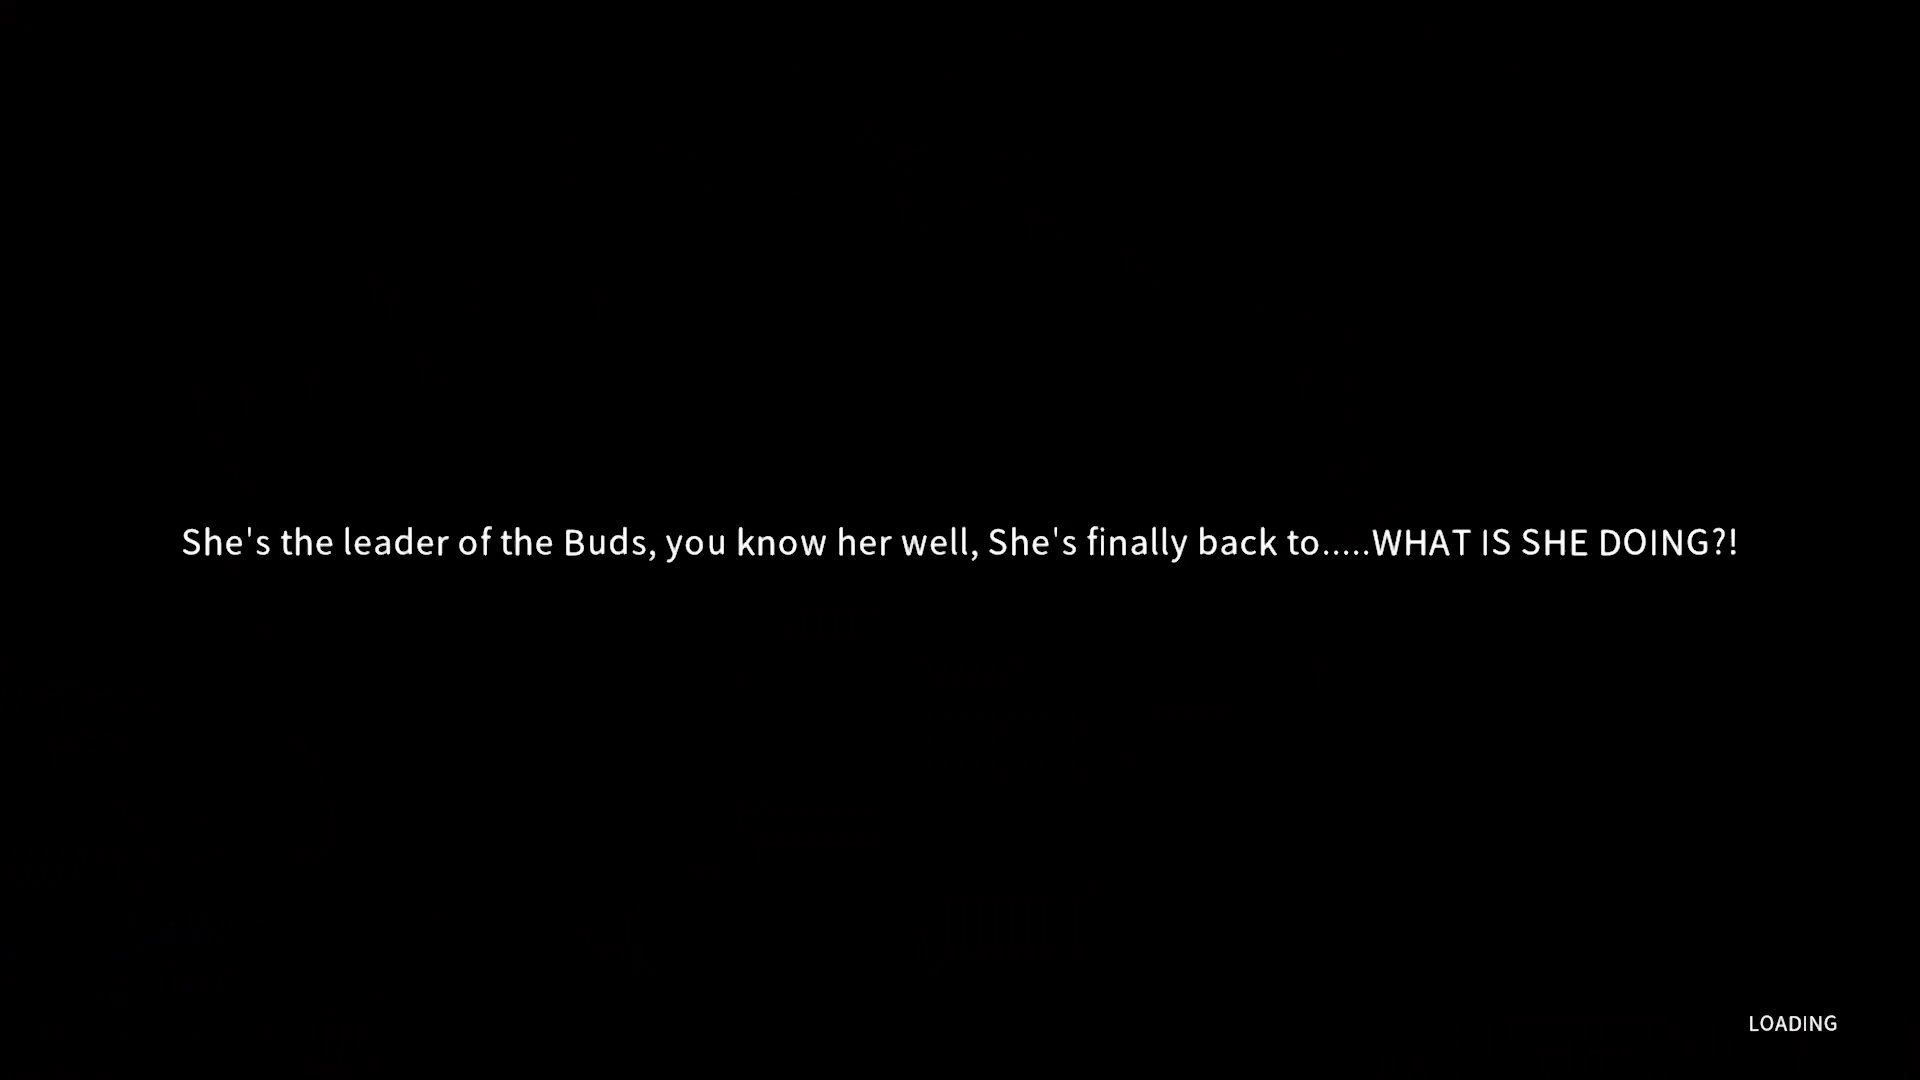 She's the leader of the Buds, you know her well, She's finally back to.....WHAT IS SHE DOING?!
LOADING